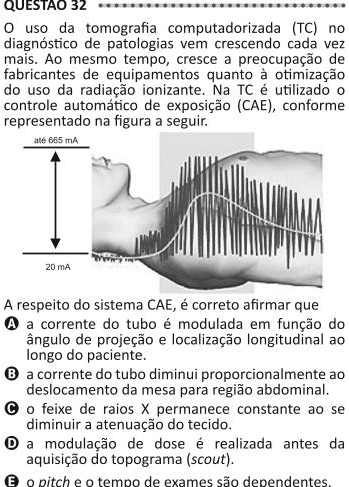 QUESTÃO 32
O uso da tomografia computadorizada (TC) no
diagnóstico de patologias vem crescendo cada vez
mais. Ao mesmo tempo, cresce a preocupação de
fabricantes de equipamentos quanto à otimização
do uso da radiação ionizante. Na TC é utilizado o
controle automático de exposição (CAE), conforme
representado na figura a seguir.
até 665 mA
20 mA
A respeito do sistema CAE, é correto afirmar que
A a corrente do tubo é modulada em função do
ângulo de projeção e localização longitudinal ao
longo do paciente.
B a corrente do tubo diminui proporcionalmente ao
deslocamento da mesa para região abdominal.
C o feixe de raios X permanece constante ao se
diminuir a atenuação do tecido.
D a modulação de dose é realizada antes da
aquisição do topograma (scout).
E o pitch e o tempo de exames são dependentes.